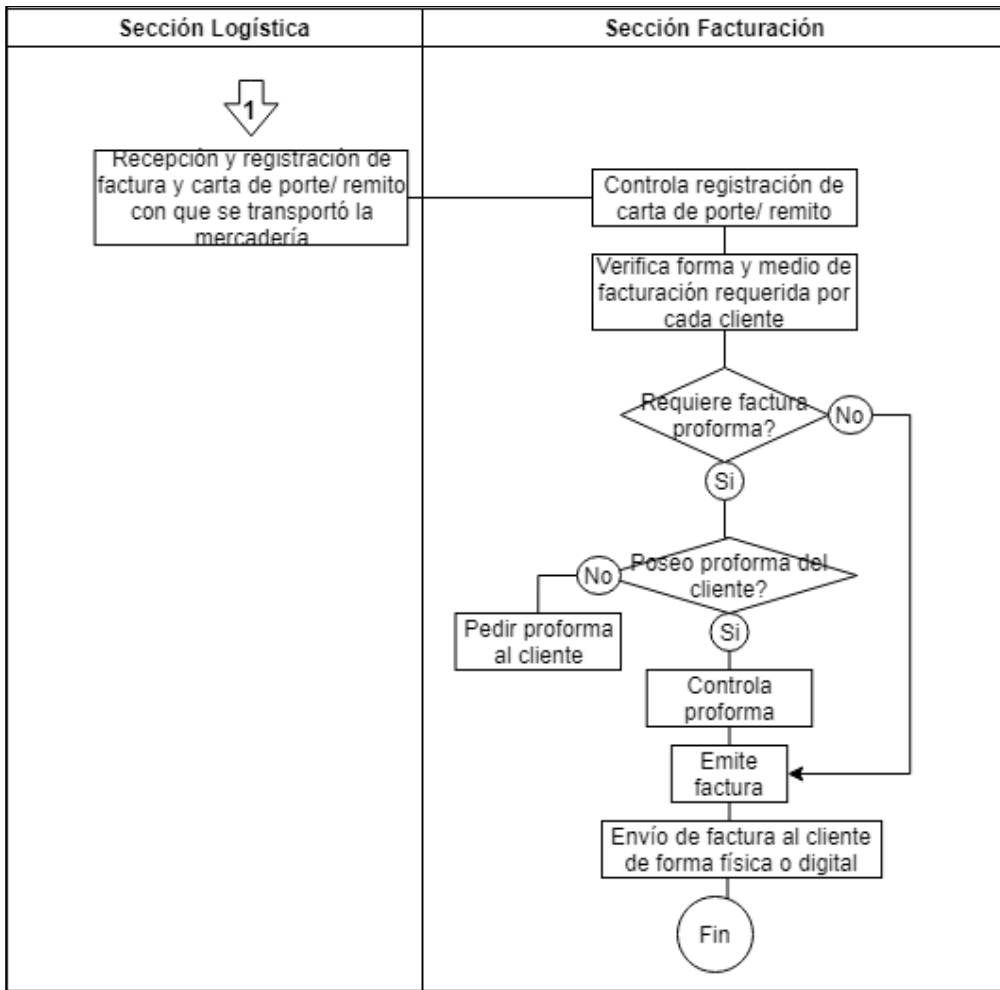 Sección Logística
Sección Facturación
1
Recepción y registración de
factura y carta de porte/ remito
con que se transportó la
mercadería
Controla registración de
carta de porte/ remito
Verifica forma y medio de
facturación requerida por
cada cliente
Requiere factura
proforma?
No
Si
Poseo proforma del
cliente?
No
Si
Pedir proforma
al cliente
Controla
proforma
Emite
factura
Envío de factura al cliente
de forma física o digital
Fin